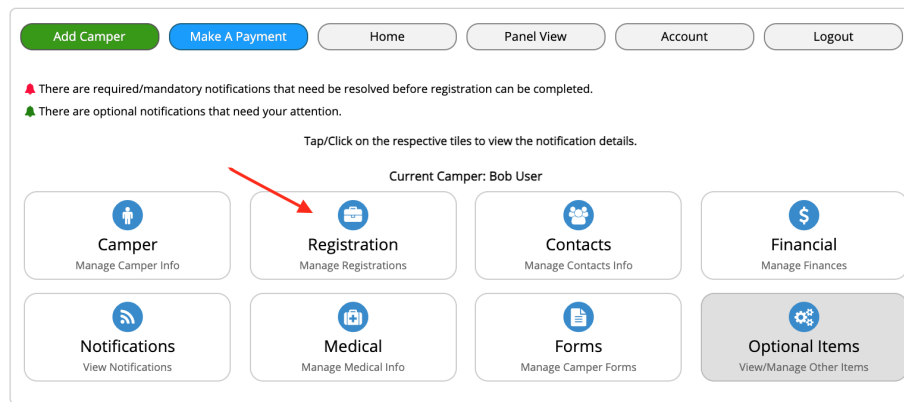 Add Camper Make A Payment Home Panel View Account Logout
There are required/mandatory notifications that need be resolved before registration can be completed.
There are optional notifications that need your attention.
Tap/Click on the respective tiles to view the notification details.
Current Camper: Bob User
Camper Registration Contacts Financial
Manage Camper Info Manage Registrations Manage Contacts Info Manage Finances
Notifications Medical Forms Optional Items
View Notifications Manage Medical Info Manage Camper Forms View/Manage Other Items